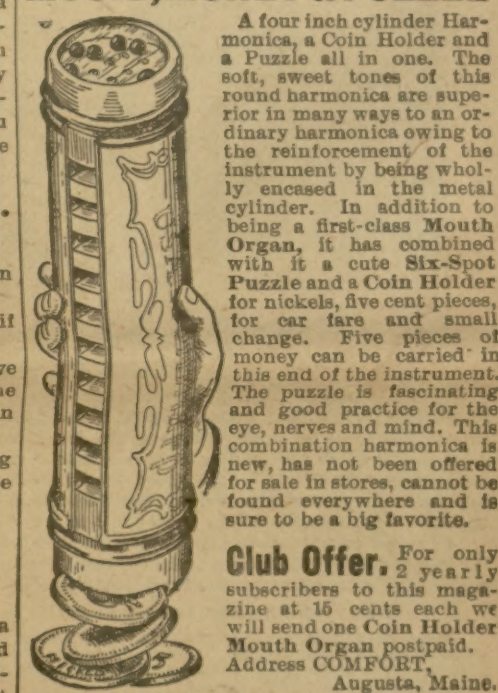 A four inch cylinder Har-
monica, a Coin Holder and
a Puzzle all in one. The
soft, sweet tones of this
round harmonica are supe-
rior in many ways to an or-
dinary harmonica owing to
the reinforcement of the
instrument by being whol-
ly encased in the metal
cylinder. In addition to
being a first-class Mouth
Organ, it has combined
with it a cute Six-Spot
Puzzle and a Coin Holder
for nickels, five cent pieces,
for car fare and small
change. Five pieces of
money can be carried in
this end of the instrument.
The puzzle is fascinating
and good practice for the
eye, nerves and mind. This
combination harmonica is
new, has not been offered
for sale in stores, cannot be
found everywhere and is
sure to be a big favorite.
Club Offer. For only
2 yearly
subscribers to this maga-
zine at 15 cents each we
will send one Coin Holder
Mouth Organ postpaid.
Address COMFORT,
Augusta, Maine.
5